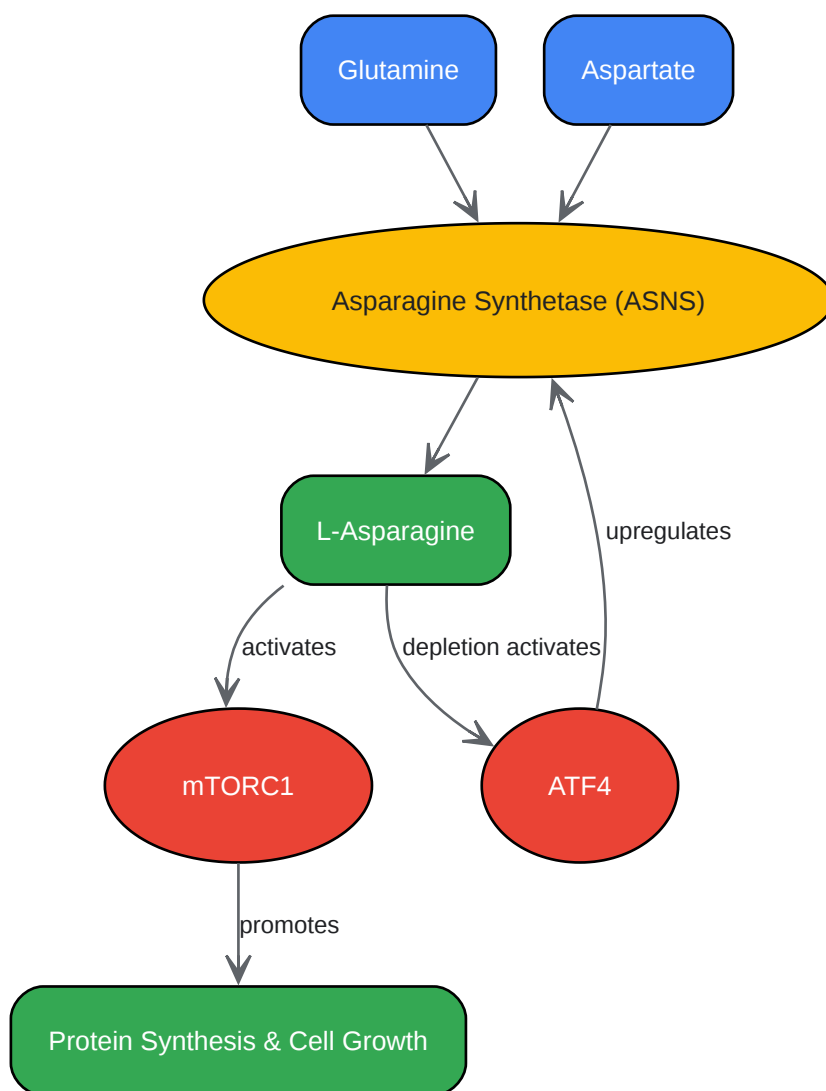 Glutamine
Aspartate
Asparagine Synthetase (ASNS)
L-Asparagine
upregulates
activates
depletion activates
mTORC1
ATF4
promotes
Protein Synthesis & Cell Growth